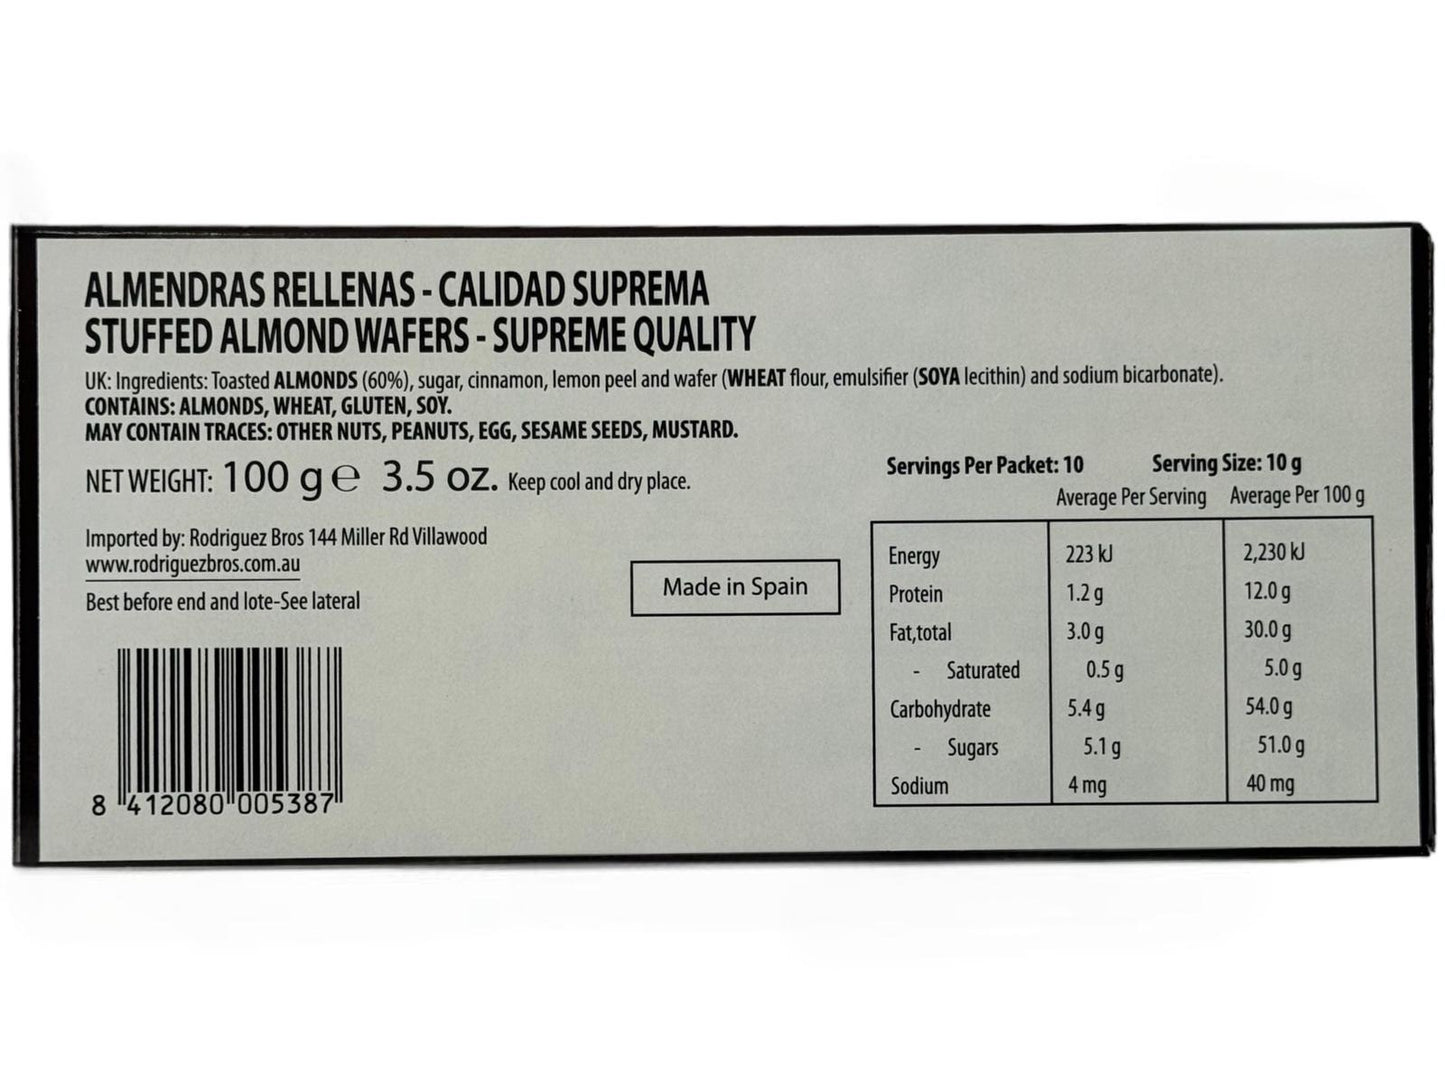 ALMENDRAS RELLENAS - CALIDAD SUPREMA
STUFFED ALMOND WAFERS - SUPREME QUALITY
UK: Ingredients: Toasted ALMONDS (60%), sugar, cinnamon, lemon peel and wafer (WHEAT flour, emulsifier (SOYA lecithin) and sodium bicarbonate).
CONTAINS: ALMONDS, WHEAT, GLUTEN, SOY.
MAY CONTAIN TRACES: OTHER NUTS, PEANUTS, EGG, SESAME SEEDS, MUSTARD.
NET WEIGHT: 100 g ℮ 3.5 oz. Keep cool and dry place.
Imported by: Rodriguez Bros 144 Miller Rd Villawood
www.rodriguezbros.com.au
Best before end and lote-See lateral
Made in Spain
8 412080 005387
Servings Per Packet: 10 Serving Size: 10 g
Average Per Serving Average Per 100 g
Energy 223 kJ 2,230 kJ
Protein 1.2 g 12.0 g
Fat,total 3.0 g 30.0 g
- Saturated 0.5 g 5.0 g
Carbohydrate 5.4 g 54.0 g
- Sugars 5.1 g 51.0 g
Sodium 4 mg 40 mg